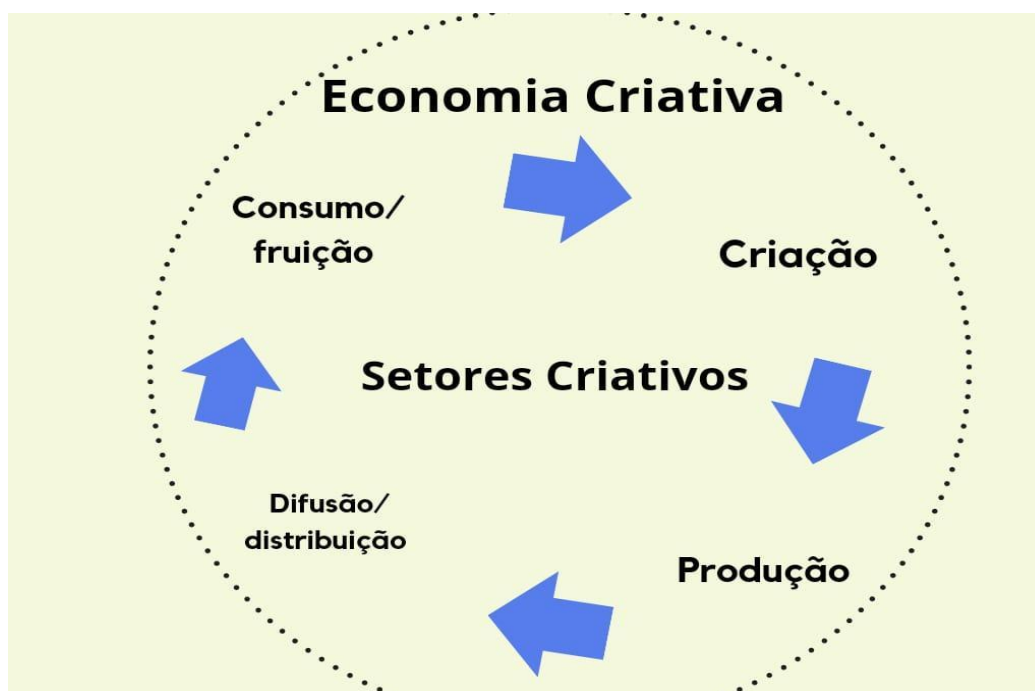 Economia Criativa
Consumo/
fruição
Criação
Setores Criativos
Difusão/
distribuição
Produção